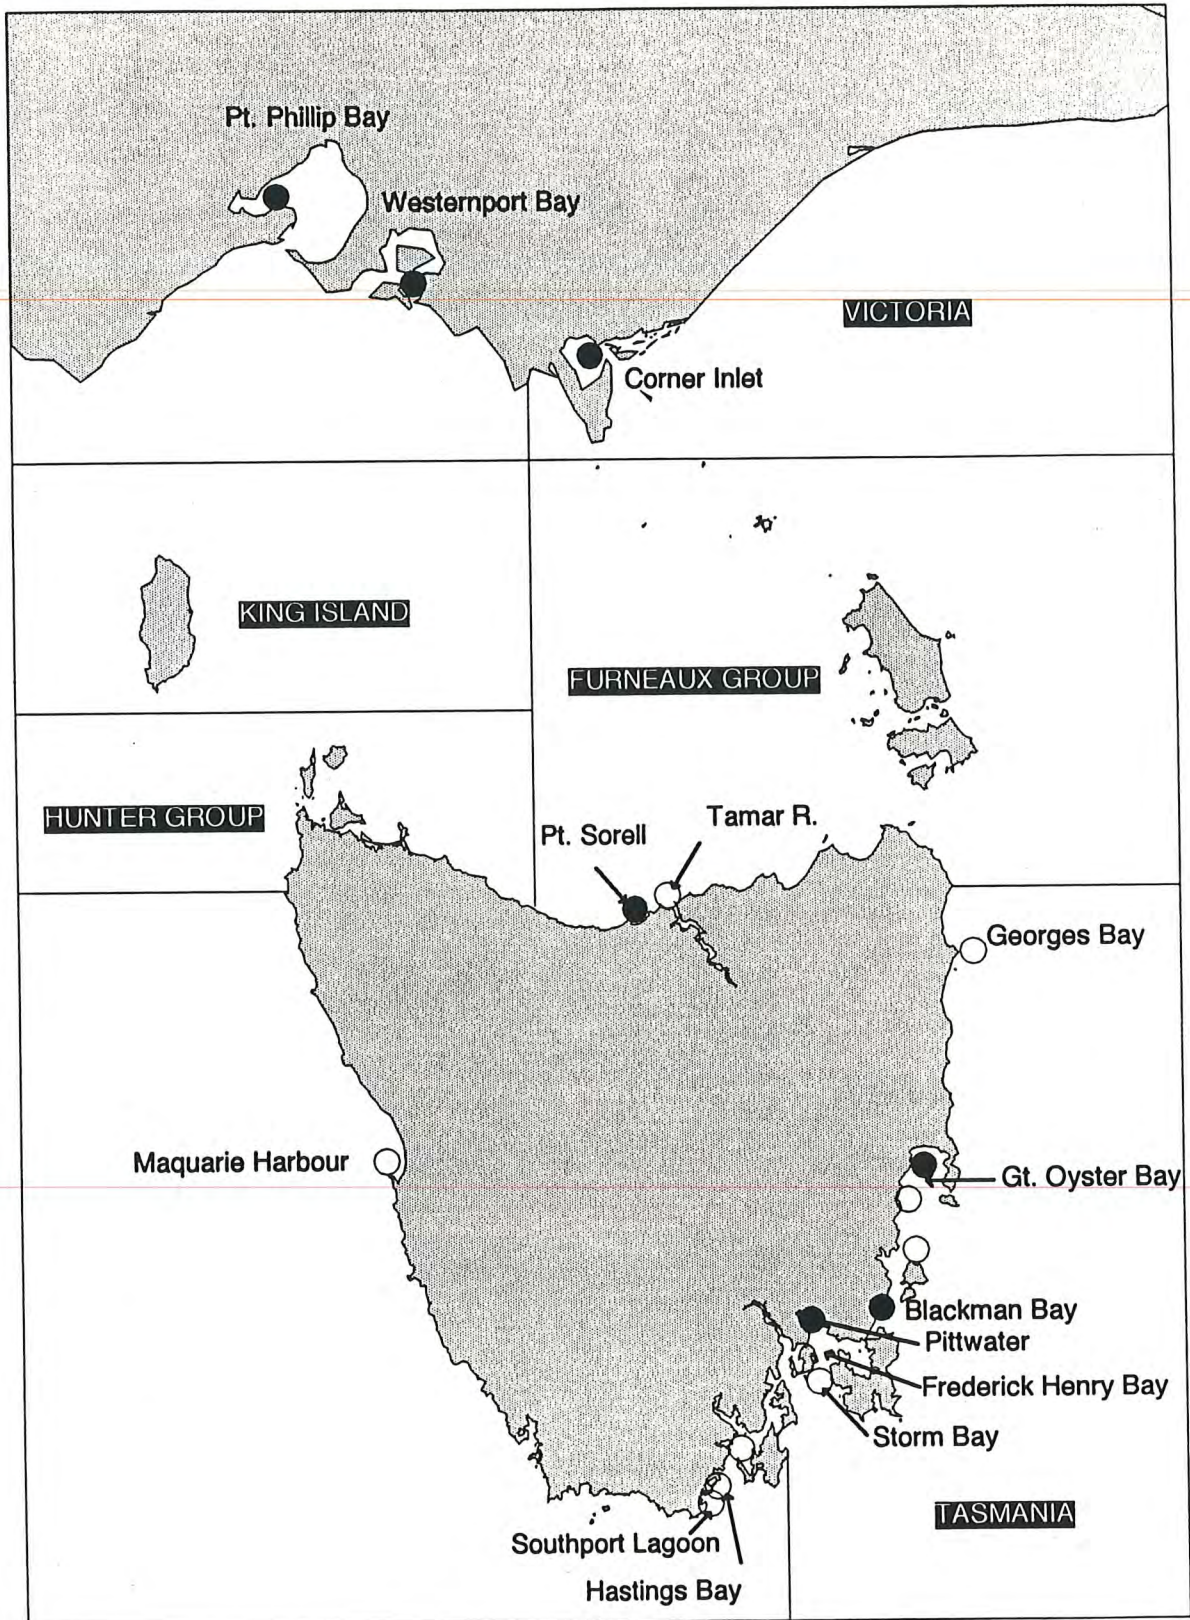 Pt. Phillip Bay
Westernport Bay
VICTORIA
Corner Inlet
KING ISLAND
FURNEAUX GROUP
HUNTER GROUP
Tamar R.
Pt. Sorell
Georges Bay
Maquarie Harbour
Gt. Oyster Bay
Blackman Bay
Pittwater
Frederick Henry Bay
Storm Bay
TASMANIA
Southport Lagoon
Hastings Bay